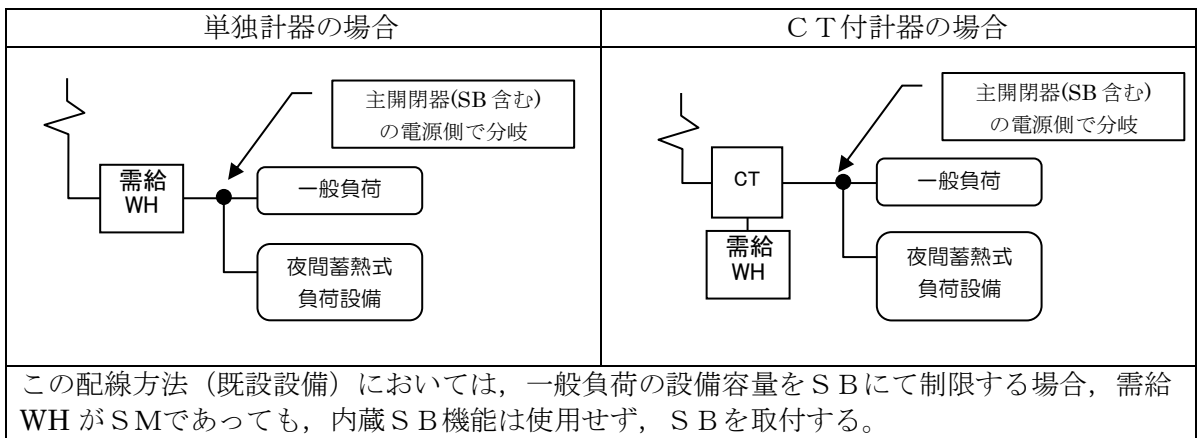 単独計器の場合
ＣＴ付計器の場合
主開閉器(SB 含む)
の電源側で分岐
需給
WH
一般負荷
夜間蓄熱式
負荷設備
主開閉器(SB 含む)
の電源側で分岐
CT
一般負荷
需給
WH
夜間蓄熱式
負荷設備
この配線方法（既設設備）においては，一般負荷の設備容量をＳＢにて制限する場合，需給
WH がＳＭであっても，内蔵ＳＢ機能は使用せず，ＳＢを取付する。